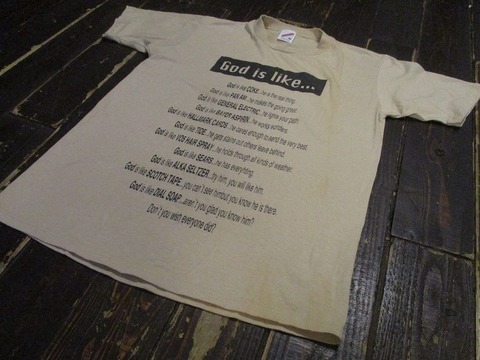 God is like...
God is like COKE...he is the real thing.
God is like PAN AM...he makes the going great.
God is like GENERAL ELECTRIC...he lights your path.
God is like BAYER ASPIRIN...he works wonders.
God is like HALLMARK CARDS...he cared enough to send the very best.
God is like TIDE...he gets stains out others leave behind.
God is like VO5 HAIR SPRAY...he holds through all kinds of weather.
God is like SEARS...he has everything.
God is like ALKA SELTZER...try him, you will like him.
God is like SCOTCH TAPE...you can't see him but you know he is there.
God is like DIAL SOAP...aren't you glad you know him?
Don't you wish everyone did?